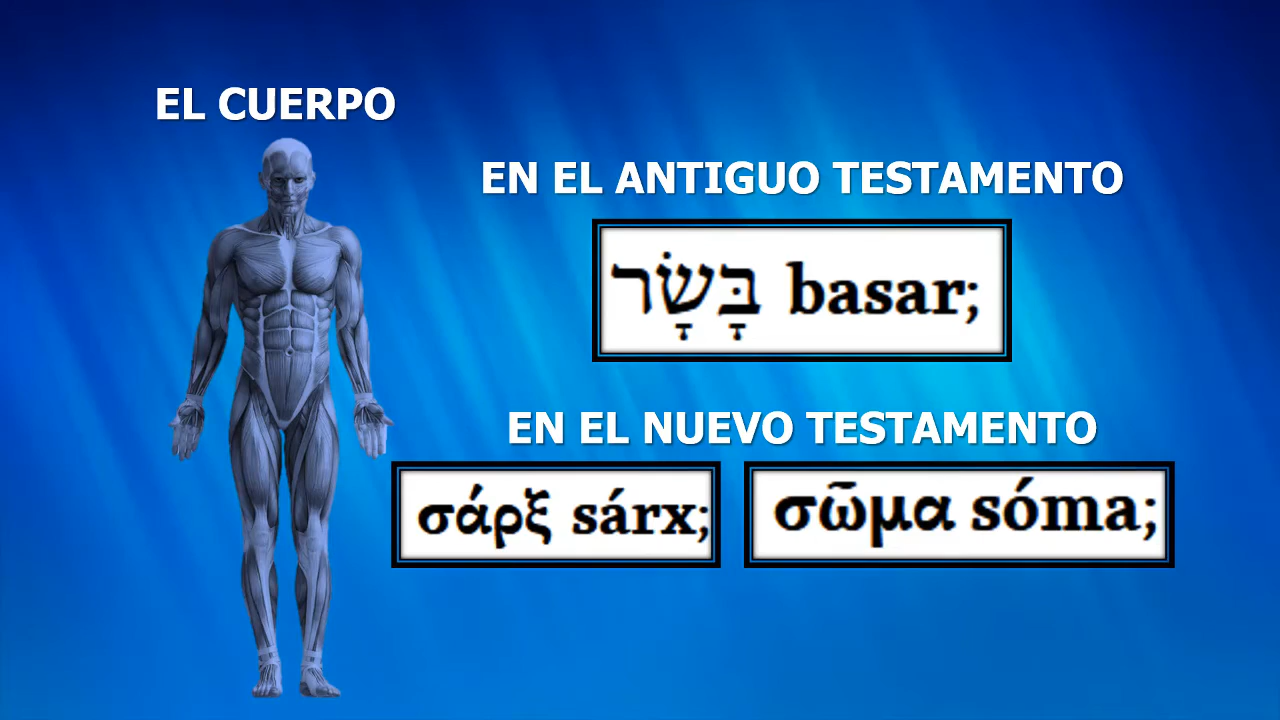 EL CUERPO
EN EL ANTIGUO TESTAMENTO
בָּשָׂר basar;
EN EL NUEVO TESTAMENTO
σάρξ sárx;
σῶμα sóma;